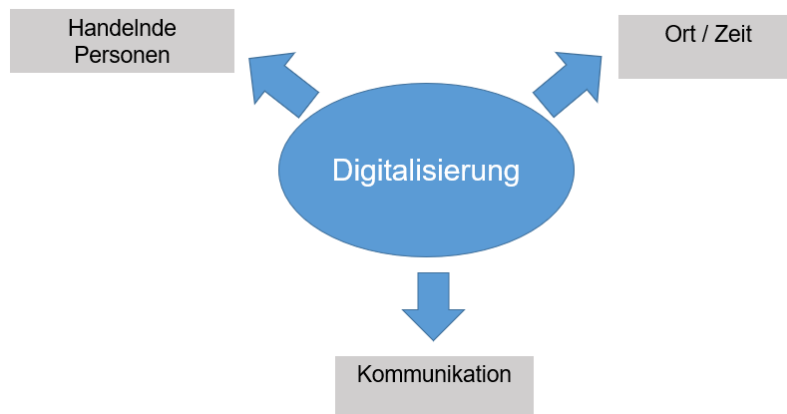 Handelnde
Personen
Ort / Zeit
Digitalisierung
Kommunikation